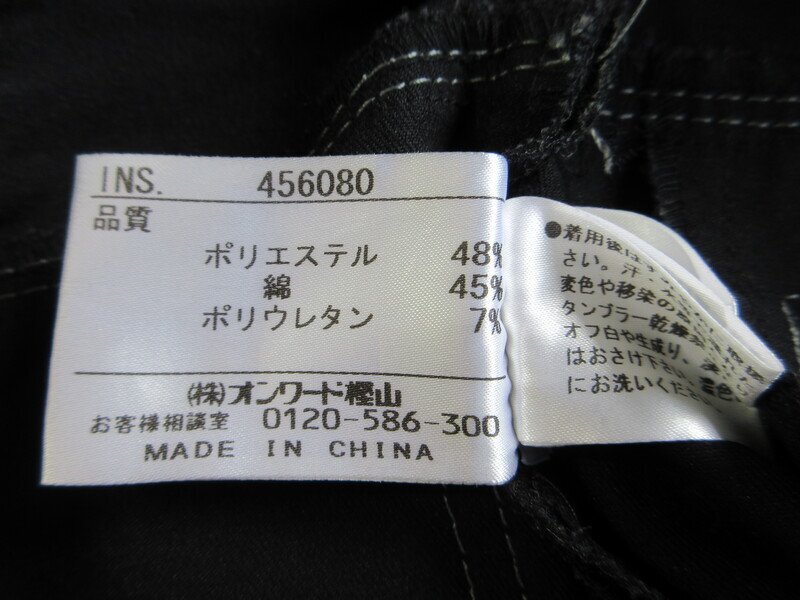 INS. 456080
品質
ポリエステル 48%
綿 45%
ポリウレタン 7%
(株)オンワード樫山
お客様相談室 0120-586-300
MADE IN CHINA
●着用後は
さい。汗・
変色や移染の
タンブラー乾燥
オフ白や生成り、
はおさけ下さい。
にお洗いください。